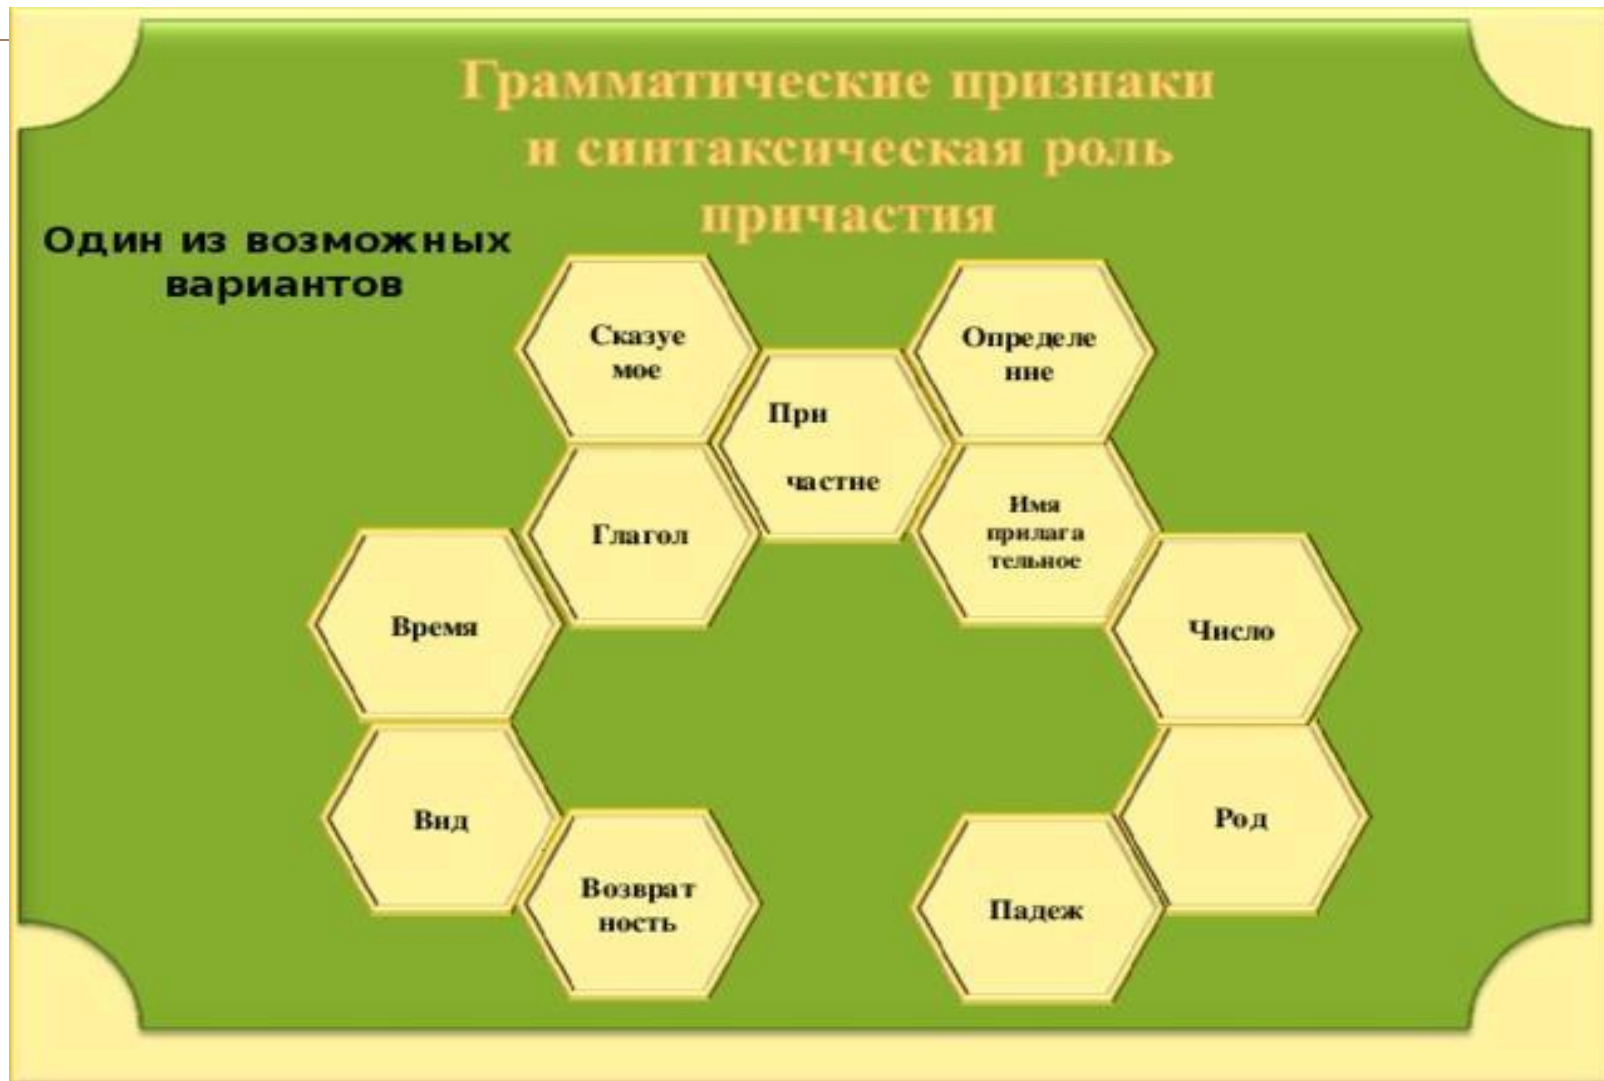 Грамматические признаки
и синтаксическая роль
причастия
Один из возможных
вариантов
Сказуе
мое
Определе
ние
При
частие
Глагол
Имя
прилага
тельное
Время
Число
Вид
Род
Возврат
ность
Падеж